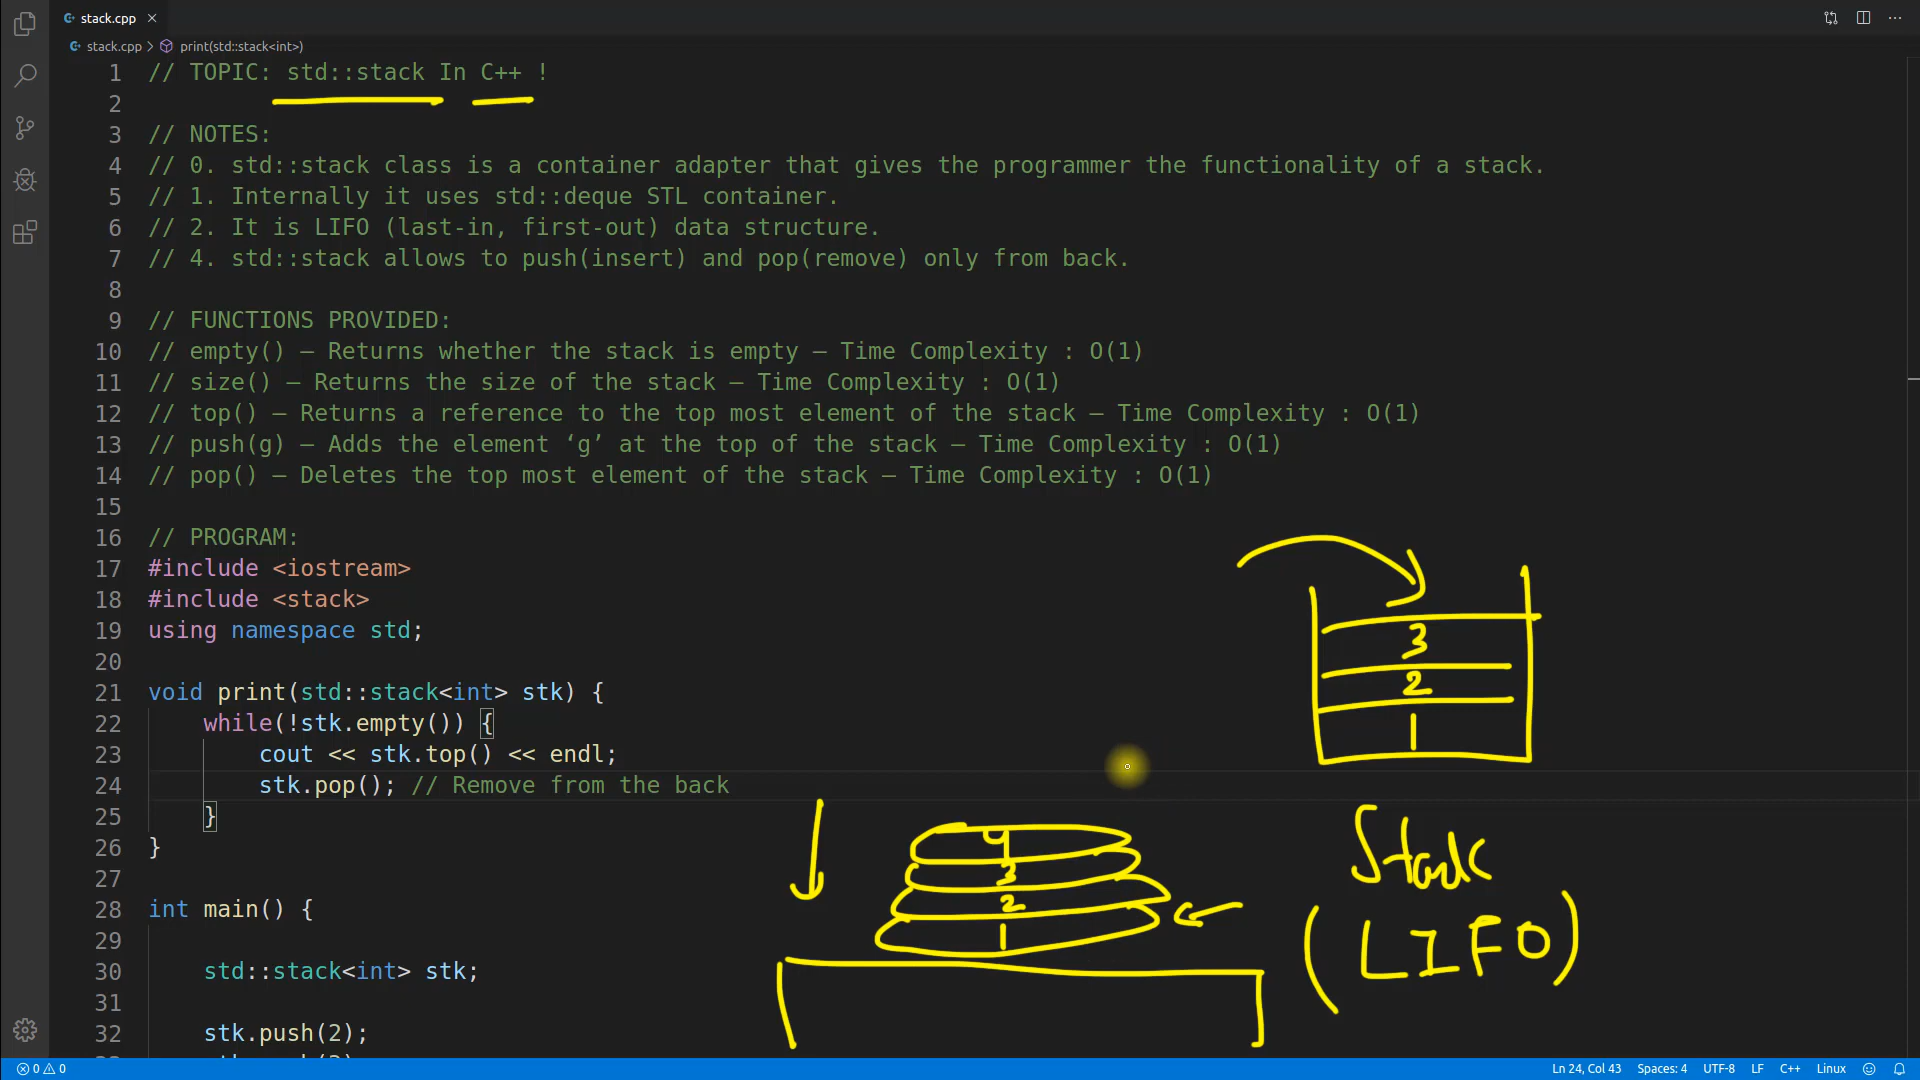 stack.cpp
stack.cpp > print(std::stack<int>)
1 // TOPIC: std::stack In C++ !
2
3 // NOTES:
4 // 0. std::stack class is a container adapter that gives the programmer the functionality of a stack.
5 // 1. Internally it uses std::deque STL container.
6 // 2. It is LIFO (last-in, first-out) data structure.
7 // 4. std::stack allows to push(insert) and pop(remove) only from back.
8
9 // FUNCTIONS PROVIDED:
10 // empty() – Returns whether the stack is empty – Time Complexity : O(1)
11 // size() – Returns the size of the stack – Time Complexity : O(1)
12 // top() – Returns a reference to the top most element of the stack – Time Complexity : O(1)
13 // push(g) – Adds the element ‘g’ at the top of the stack – Time Complexity : O(1)
14 // pop() – Deletes the top most element of the stack – Time Complexity : O(1)
15
16 // PROGRAM:
17 #include <iostream>
18 #include <stack>
19 using namespace std;
20
21 void print(std::stack<int> stk) {
22 while(!stk.empty()) {
23 cout << stk.top() << endl;
24 stk.pop(); // Remove from the back
25 }
26 }
27
28 int main() {
29
30 std::stack<int> stk;
31
32 stk.push(2);
3
2
1
4
3
2
1
Stack
(LIFO)
0 0
Ln 24, Col 43 Spaces: 4 UTF-8 LF C++ Linux